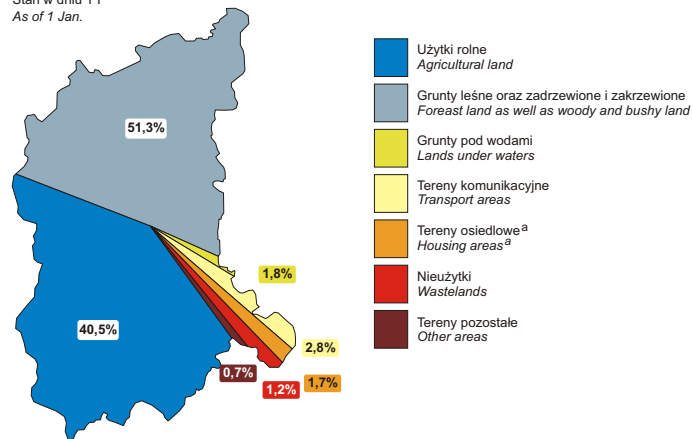 As of 1 Jan.
Użytki rolne
Agricultural land
Grunty leśne oraz zadrzewione i zakrzewione
Foreast land as well as woody and bushy land
Grunty pod wodami
Lands under waters
Tereny komunikacyjne
Transport areas
Tereny osiedlowe a
Housing areas a
Nieużytki
Wastelands
Tereny pozostałe
Other areas
51,3%
1,8%
40,5%
2,8%
0,7%
1,2%
1,7%